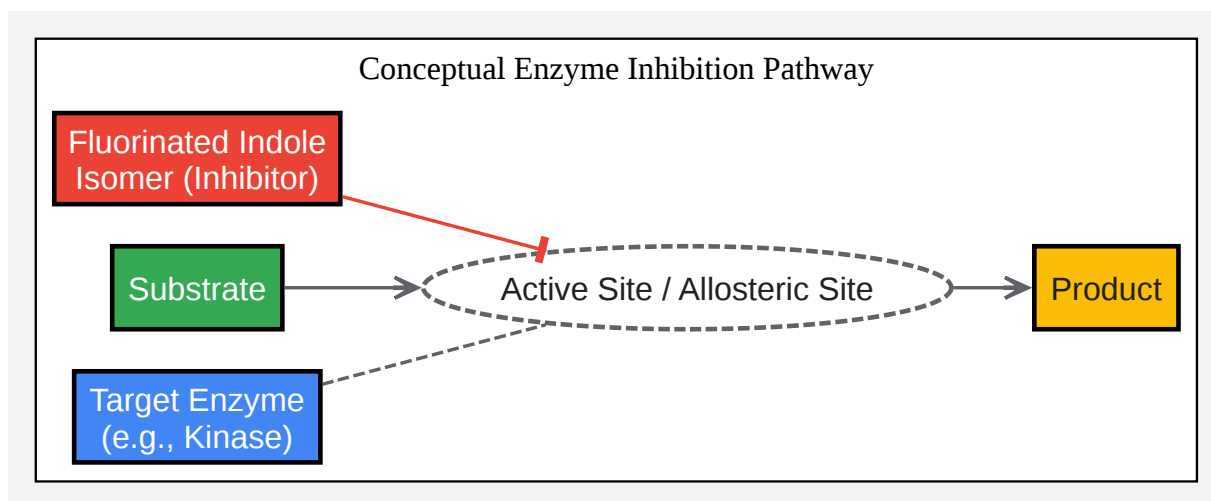 Conceptual Enzyme Inhibition Pathway
Fluorinated Indole
Isomer (Inhibitor)
Substrate
Active Site / Allosteric Site
Product
Target Enzyme
(e.g., Kinase)